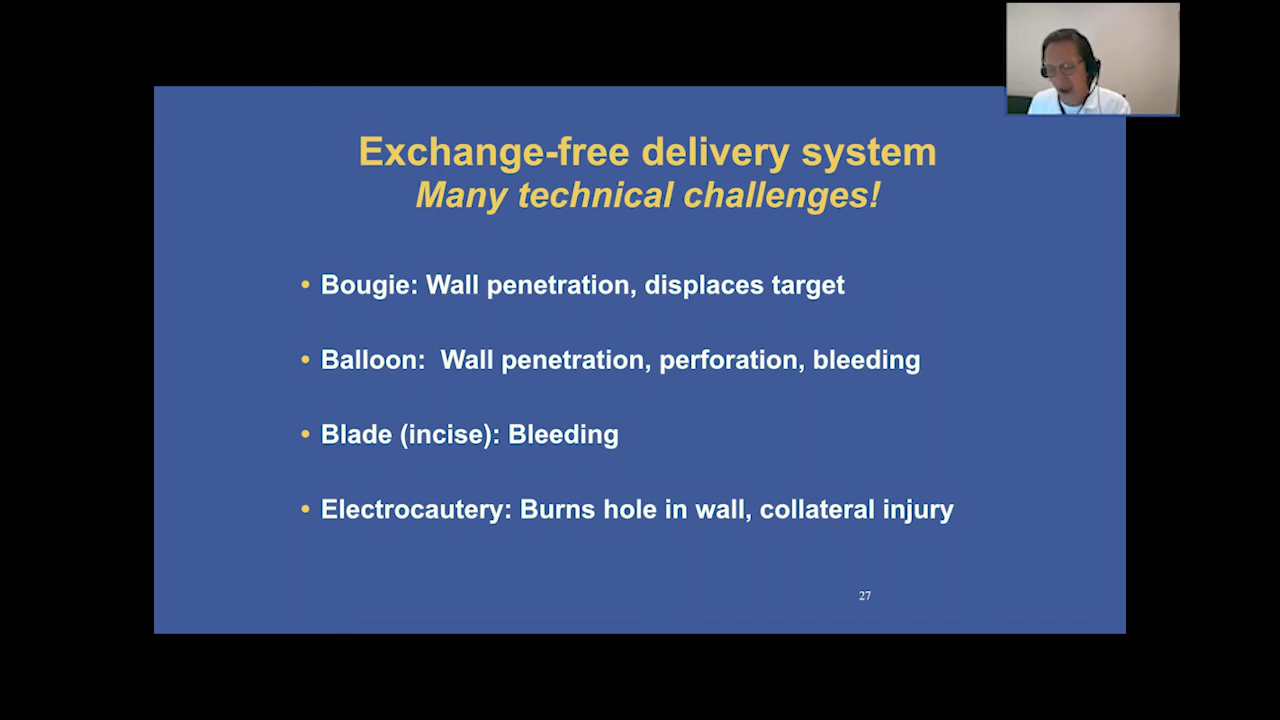 Exchange-free delivery system
Many technical challenges!
• Bougie: Wall penetration, displaces target
• Balloon:  Wall penetration, perforation, bleeding
• Blade (incise): Bleeding
• Electrocautery: Burns hole in wall, collateral injury
27